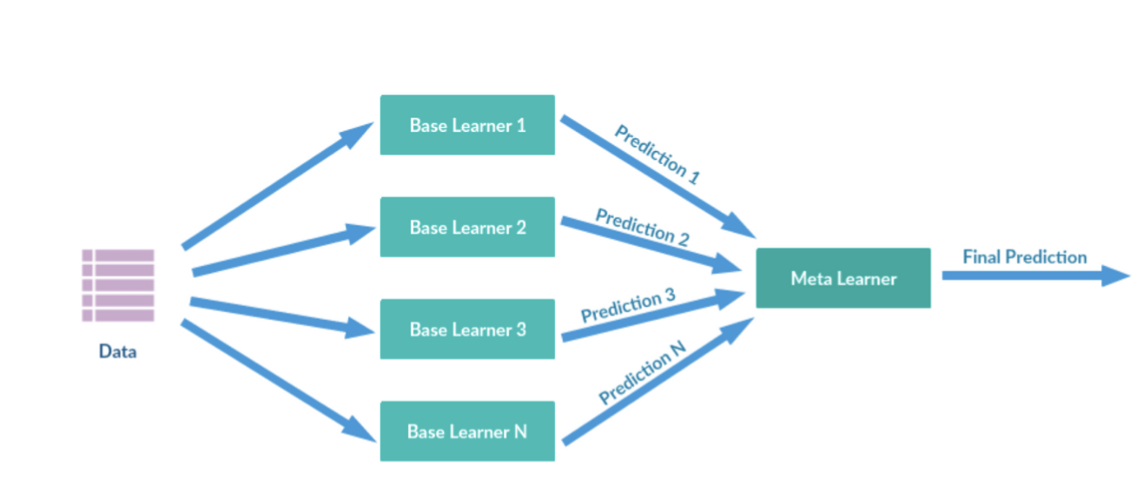 Base Learner 1
Prediction 1
Base Learner 2
Prediction 2
Final Prediction
Meta Learner
Prediction 3
Base Learner 3
Data
Prediction N
Base Learner N